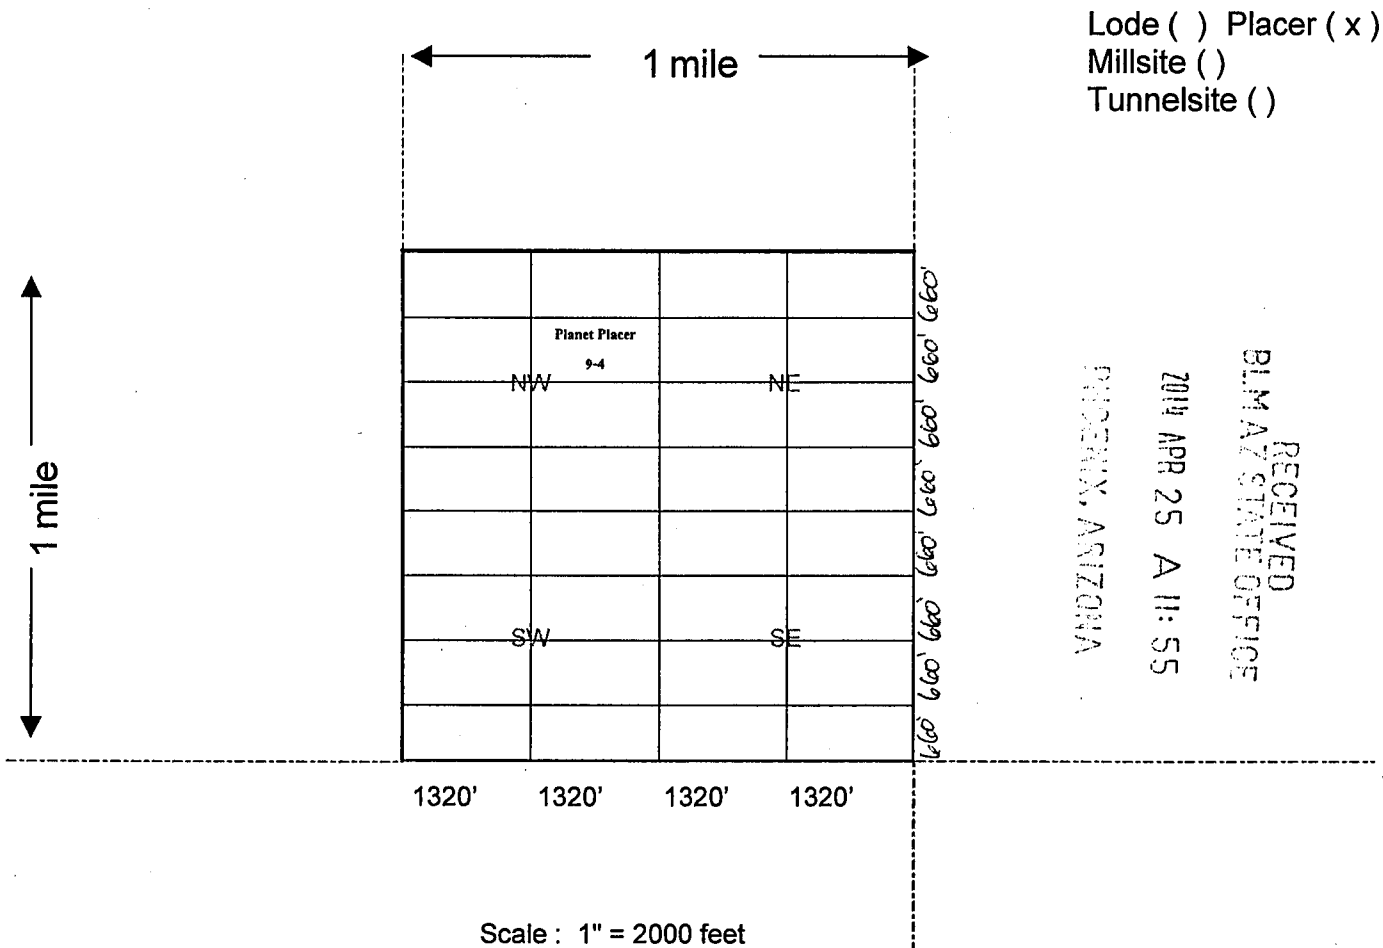 Lode ( ) Placer ( x )
Millsite ( )
Tunnelsite ( )
1 mile
1 mile
Planet Placer
9-4
NW
NE
SW
SE
660'
660'
660'
660'
660'
660'
660'
660'
1320' 1320' 1320' 1320'
Scale : 1" = 2000 feet
RECEIVED
BLM AZ STATE OFFICE
2014 APR 25 A 11: 55
PHOENIX, ARIZONA